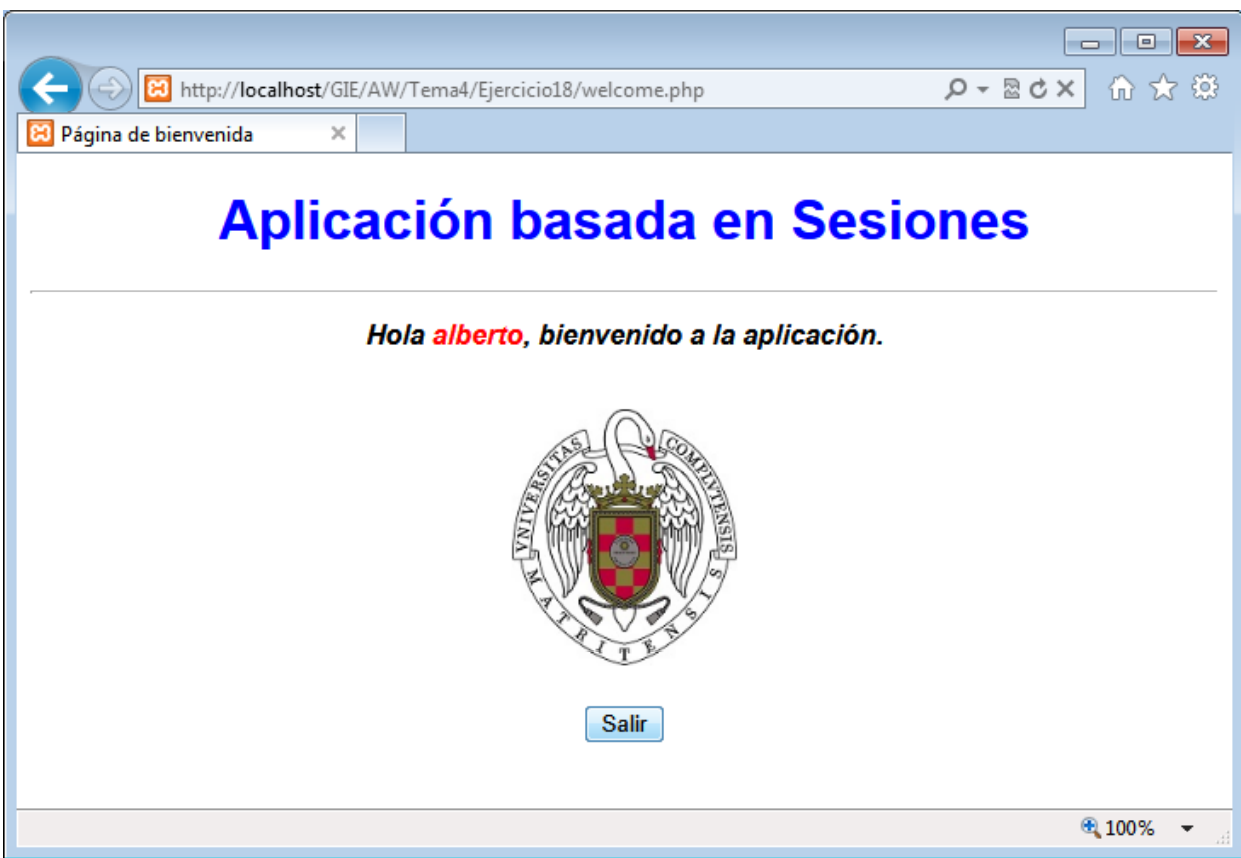 http://localhost/GIE/AW/Tema4/Ejercicio18/welcome.php
Página de bienvenida
Aplicación basada en Sesiones
Hola alberto, bienvenido a la aplicación.
VNIVERSITAS COMPLVTENSIS
MATRITENSIS
Salir
100%